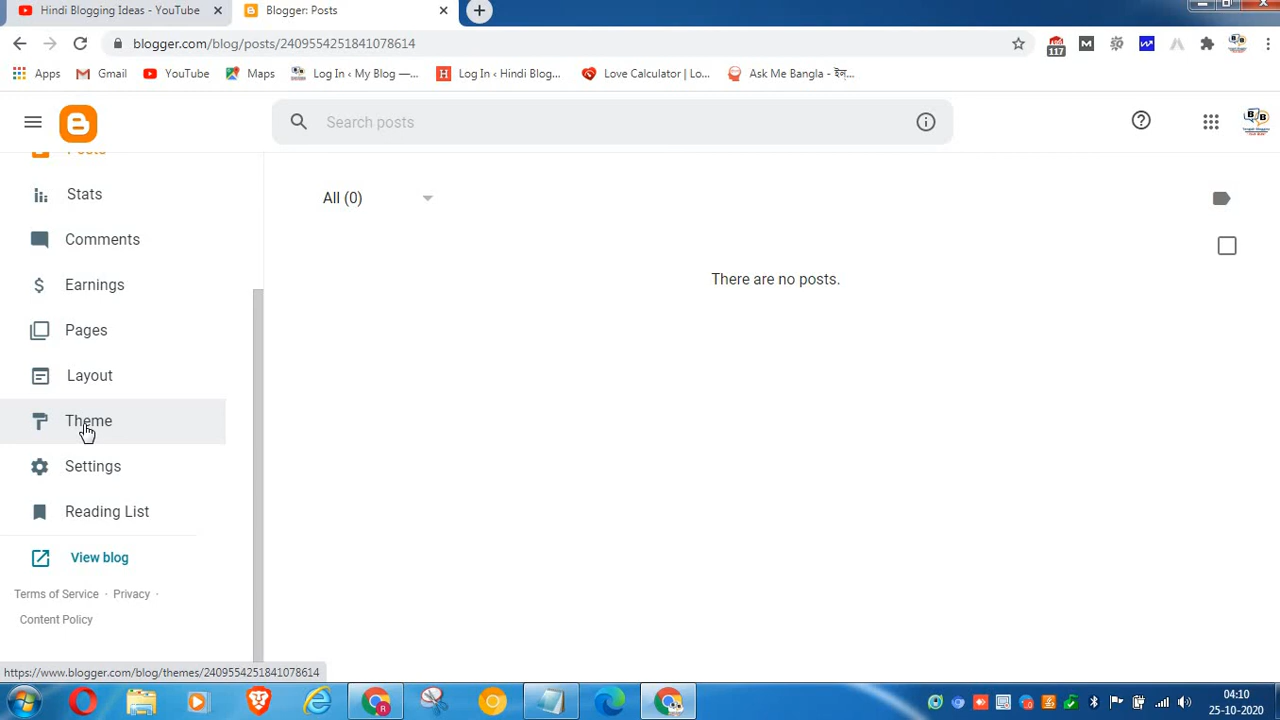 Hindi Blogging Ideas - YouTube
Blogger: Posts
blogger.com/blog/posts/2409554251841078614
117
M
Apps
Gmail
YouTube
Maps
Log In ‹ My Blog —...
H
Log In ‹ Hindi Blog...
Love Calculator | Lo...
Ask Me Bangla - ইন্...
Search posts
Posts
Stats
Comments
Earnings
Pages
Layout
Theme
Settings
Reading List
View blog
Terms of Service · Privacy ·
Content Policy
All (0)
There are no posts.
https://www.blogger.com/blog/themes/2409554251841078614
R
04:10
25-10-2020